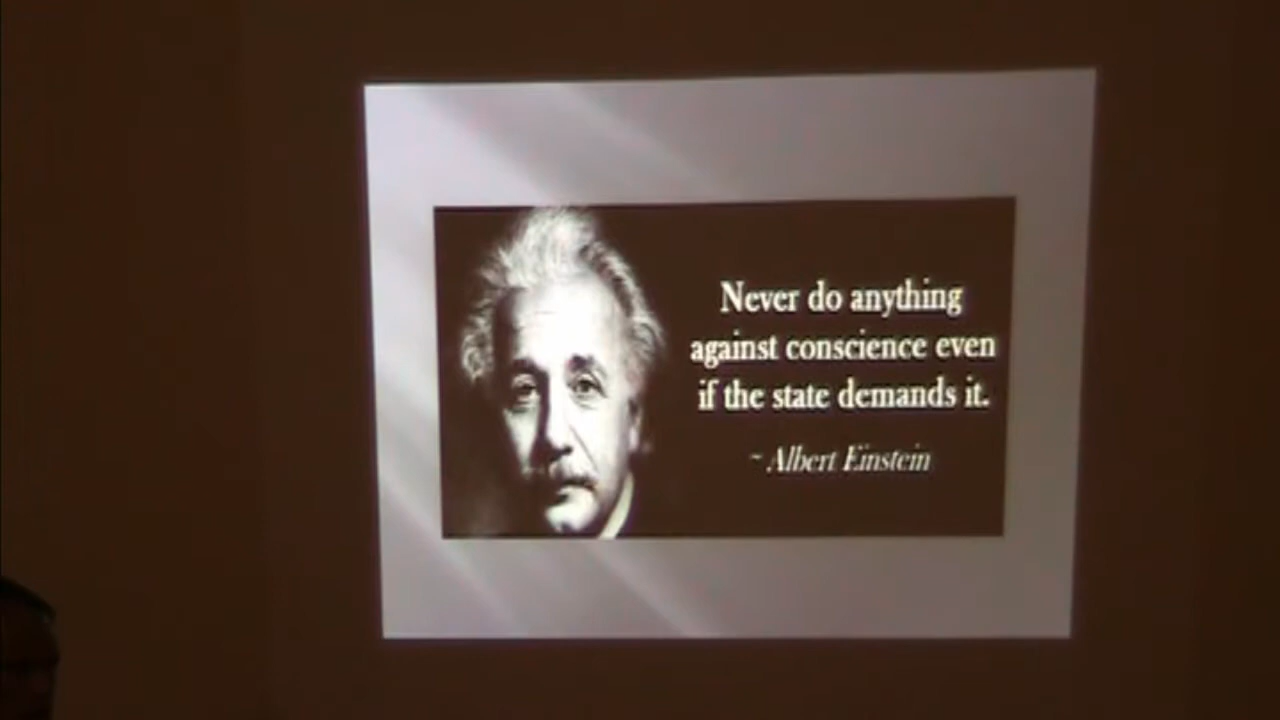 Never do anything
against conscience even
if the state demands it.
~ Albert Einstein